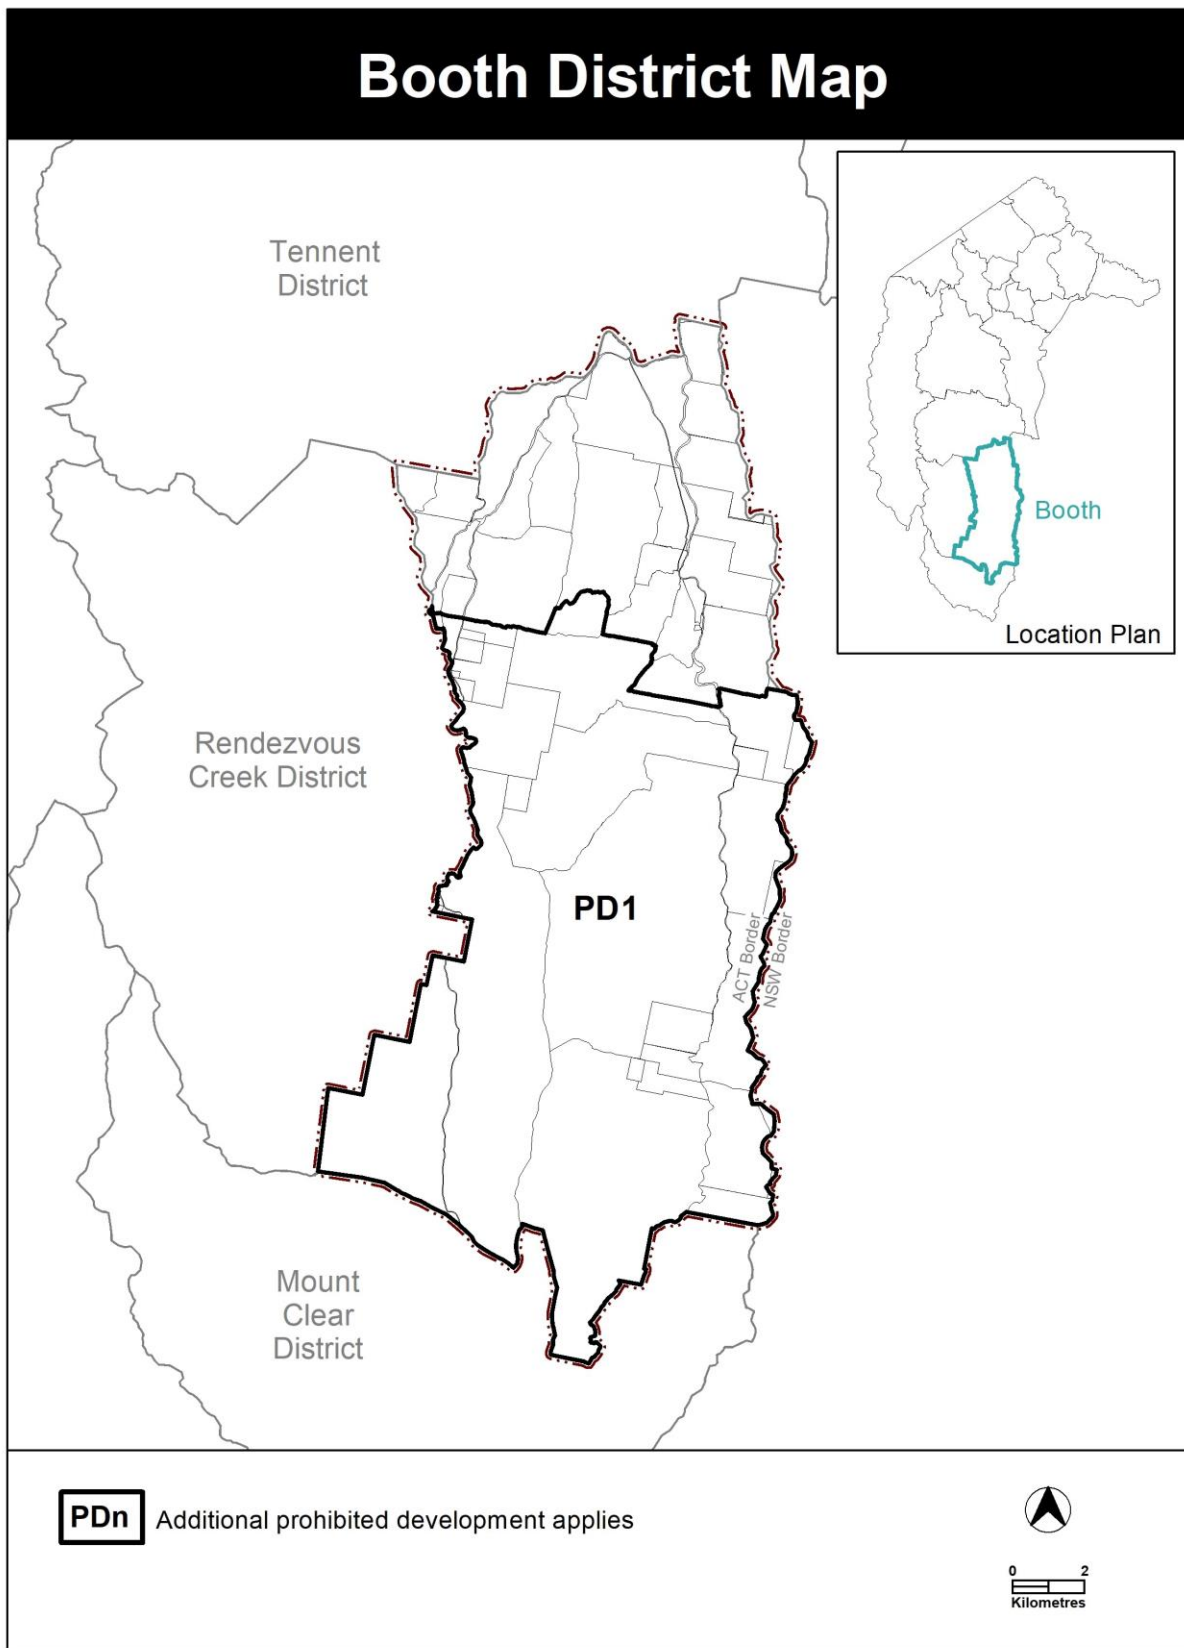 Booth District Map
Tennent
District
Booth
Location Plan
Rendezvous
Creek District
PD1
ACT Border
NSW Border
Mount
Clear
District
PDn Additional prohibited development applies
0 2
Kilometres